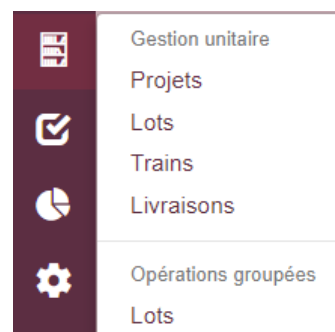 Gestion unitaire
Projets
Lots
Trains
Livraisons
Opérations groupées
Lots